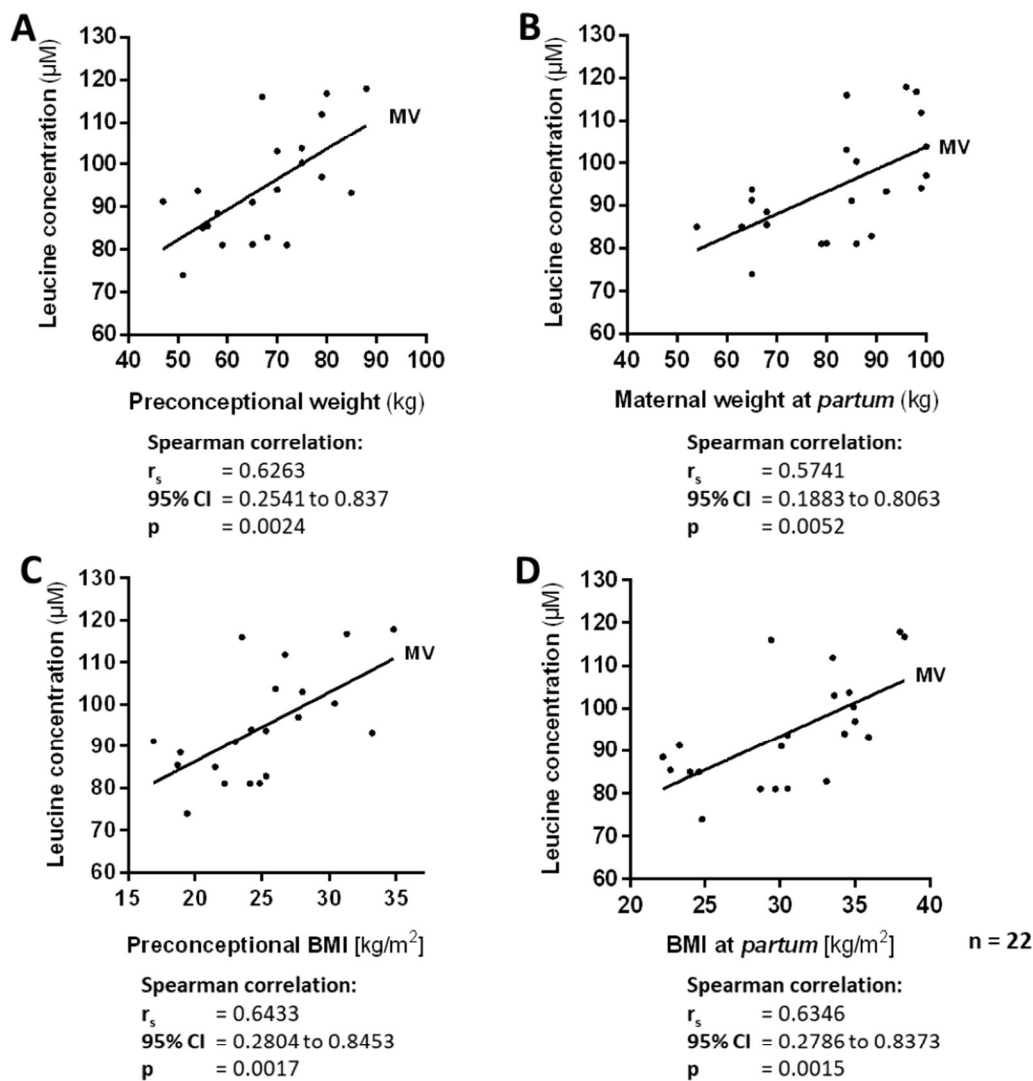 A
Leucine concentration (µM)
130
120
110
100
90
80
70
60
MV
40 50 60 70 80 90 100
Preconceptional weight (kg)
Spearman correlation:
rs = 0.6263
95% CI = 0.2541 to 0.837
p = 0.0024
B
Leucine concentration (µM)
130
120
110
100
90
80
70
60
MV
40 50 60 70 80 90 100
Maternal weight at partum (kg)
Spearman correlation:
rs = 0.5741
95% CI = 0.1883 to 0.8063
p = 0.0052
C
Leucine concentration (µM)
130
120
110
100
90
80
70
60
MV
15 20 25 30 35
Preconceptional BMI [kg/m²]
Spearman correlation:
rs = 0.6433
95% CI = 0.2804 to 0.8453
p = 0.0017
D
Leucine concentration (µM)
130
120
110
100
90
80
70
60
MV
20 25 30 35 40
BMI at partum [kg/m²]
n = 22
Spearman correlation:
rs = 0.6346
95% CI = 0.2786 to 0.8373
p = 0.0015